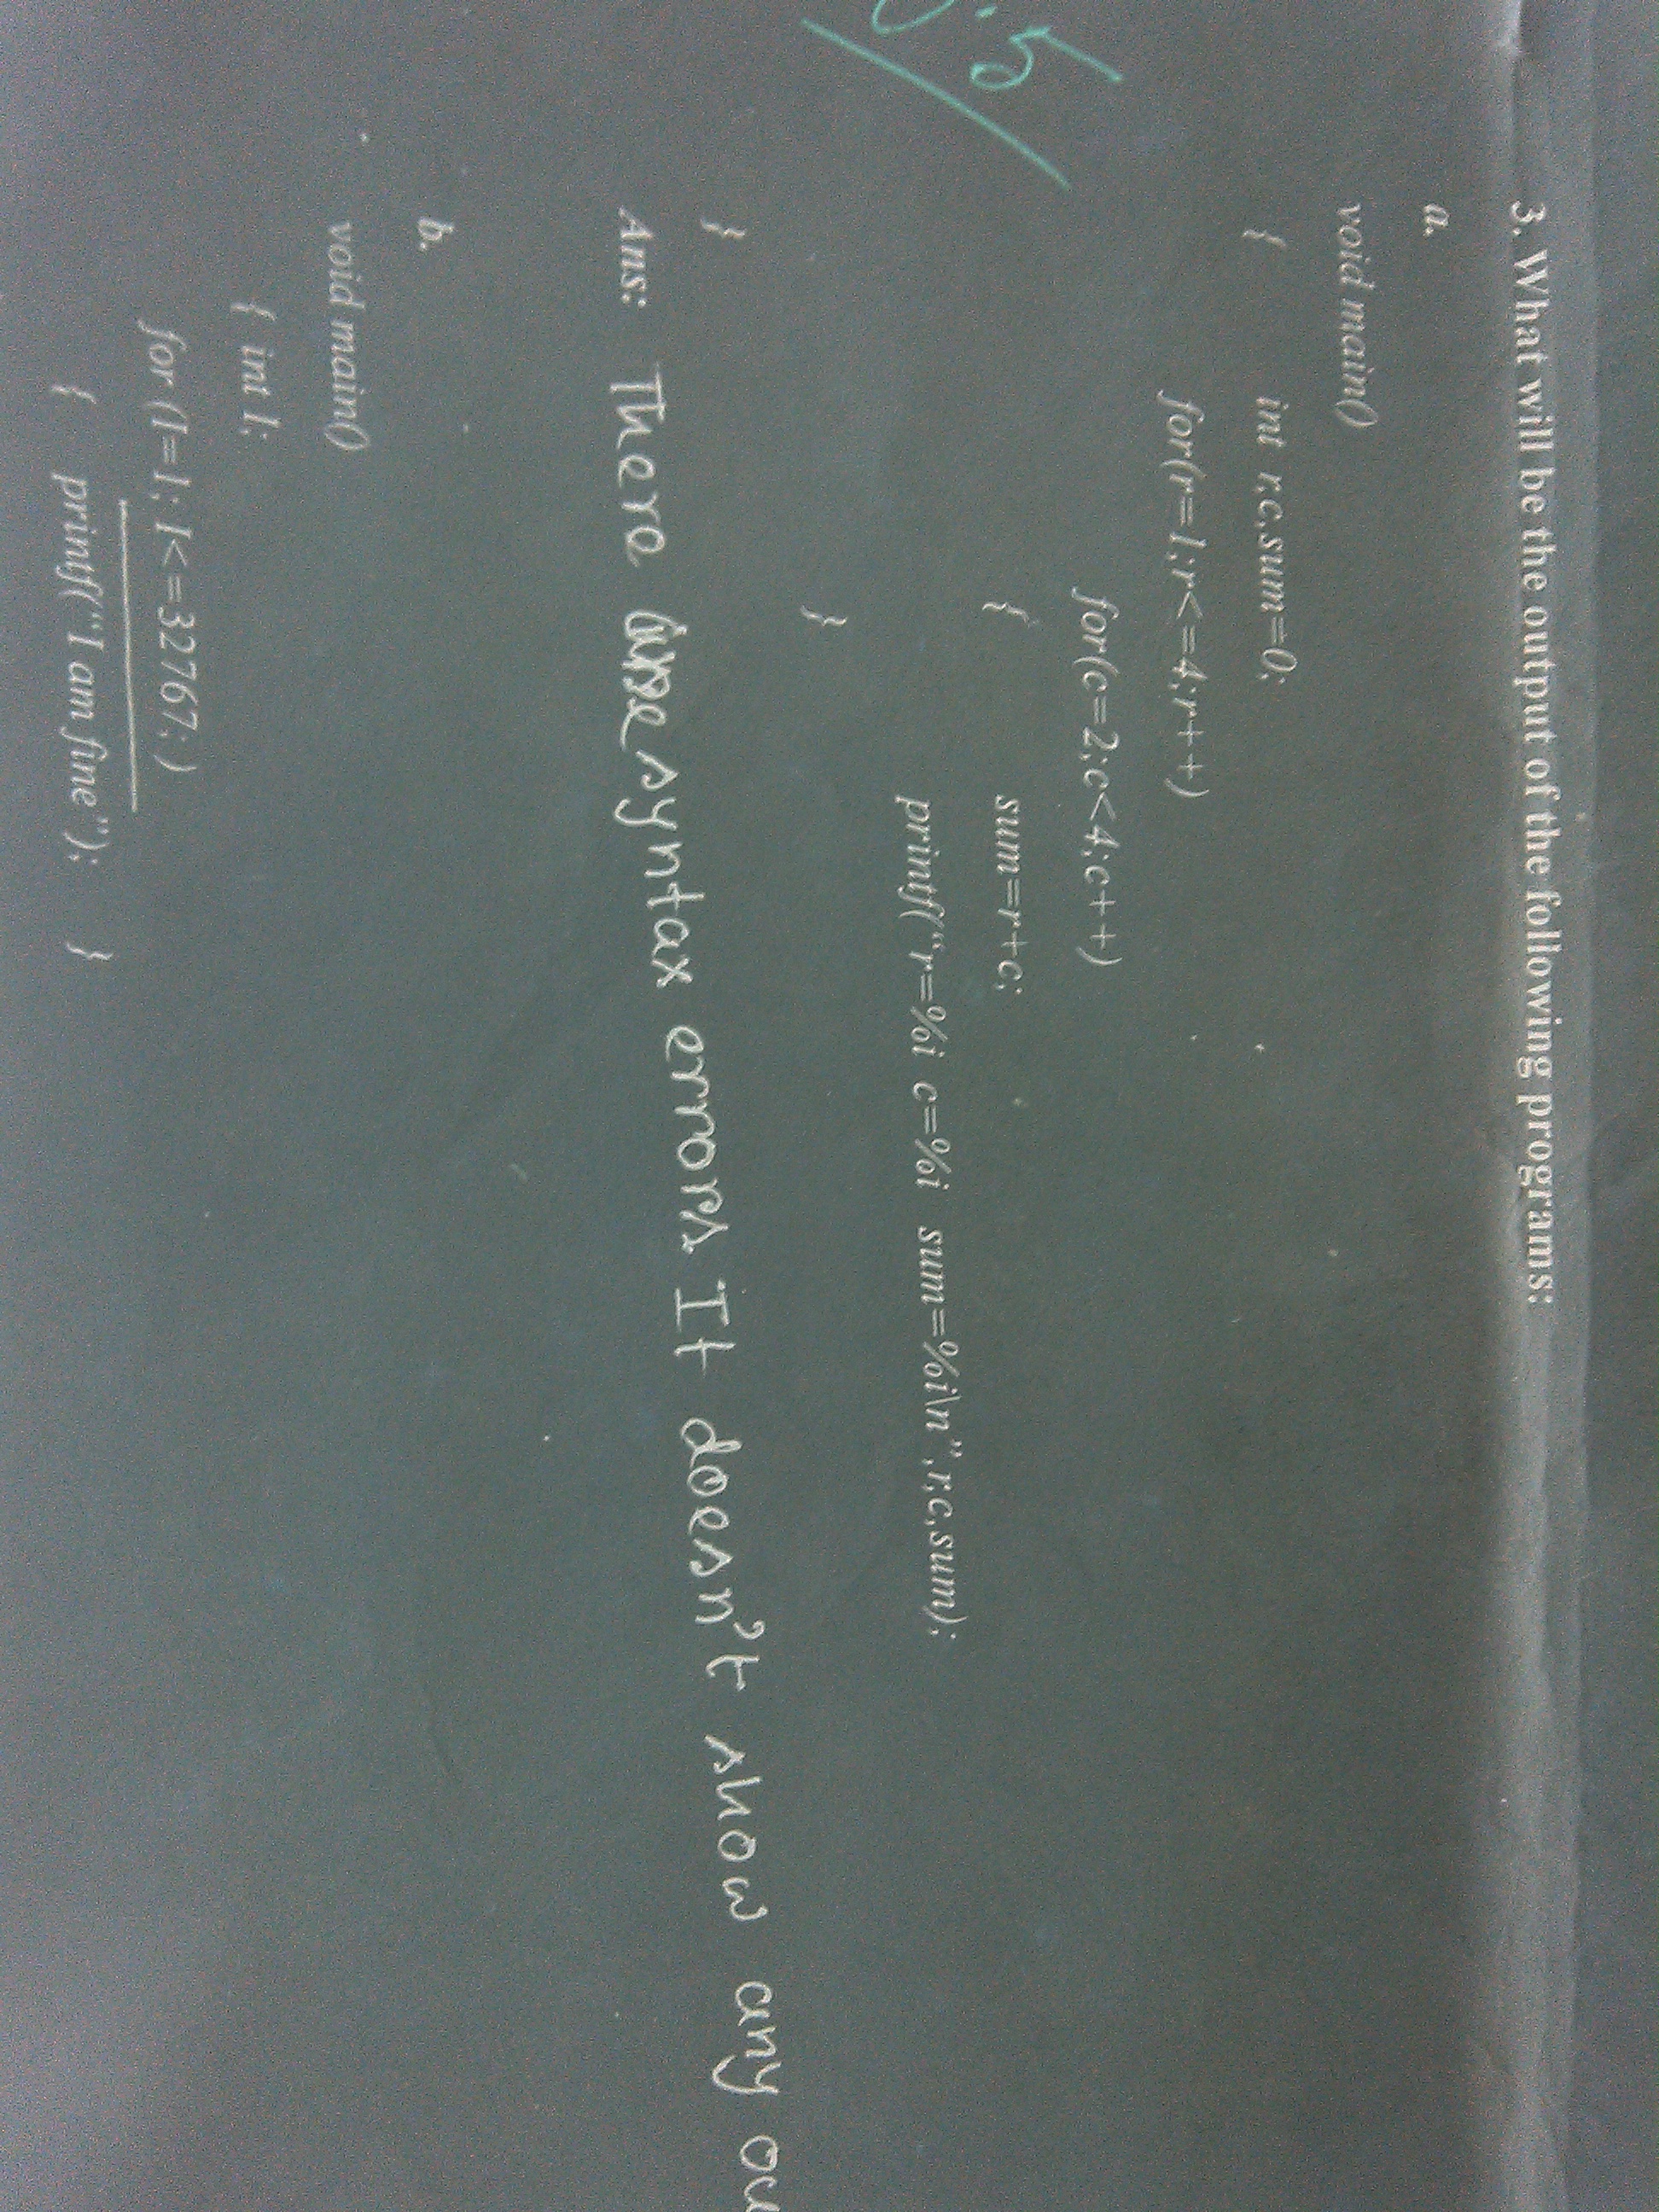 3. What will be the output of the following programs:
a.
void main()
{ int r,c,sum=0;
for(r=1;r<=4;r++)
for(c=2;c<4;c++)
{ sum=r+c;
printf(“r=%i c=%i sum=%i\n”,r,c,sum);
}
}
Ans: There are syntax errors. It doesn't show any ou
b.
void main()
{ int I;
for (I=1; I<=32767; )
{ printf(“I am fine”); }